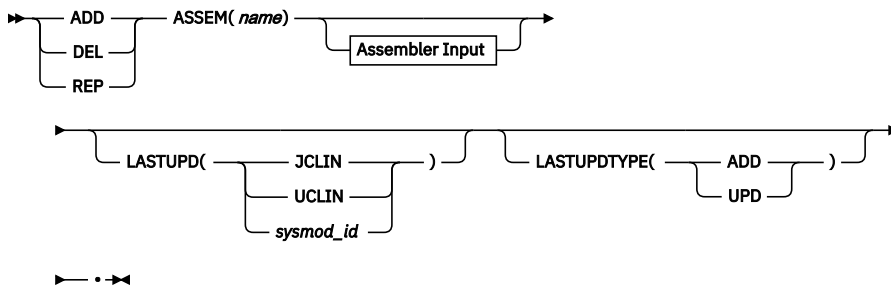 ADD ASSEM( name)
DEL Assembler Input
REP
LASTUPD( JCLIN ) LASTUPDTYPE( ADD )
UCLIN UPD
sysmod_id
.